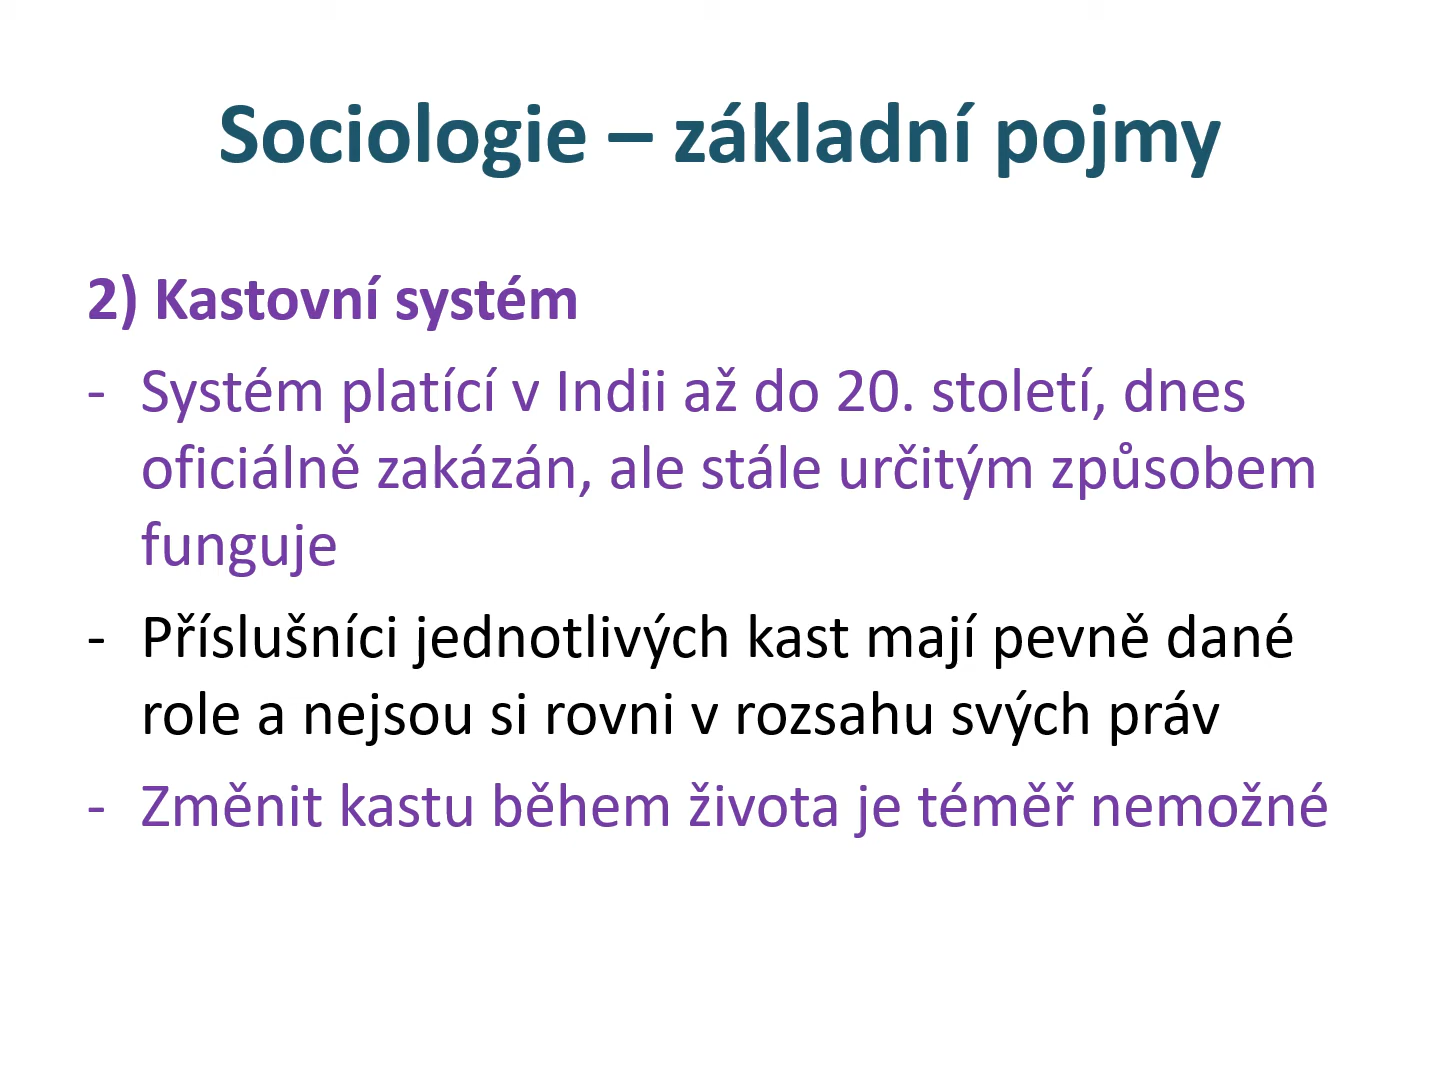 Sociologie – základní pojmy
2) Kastovní systém
- Systém platící v Indii až do 20. století, dnes
oficiálně zakázán, ale stále určitým způsobem
funguje
- Příslušníci jednotlivých kast mají pevně dané
role a nejsou si rovni v rozsahu svých práv
- Změnit kastu během života je téměř nemožné